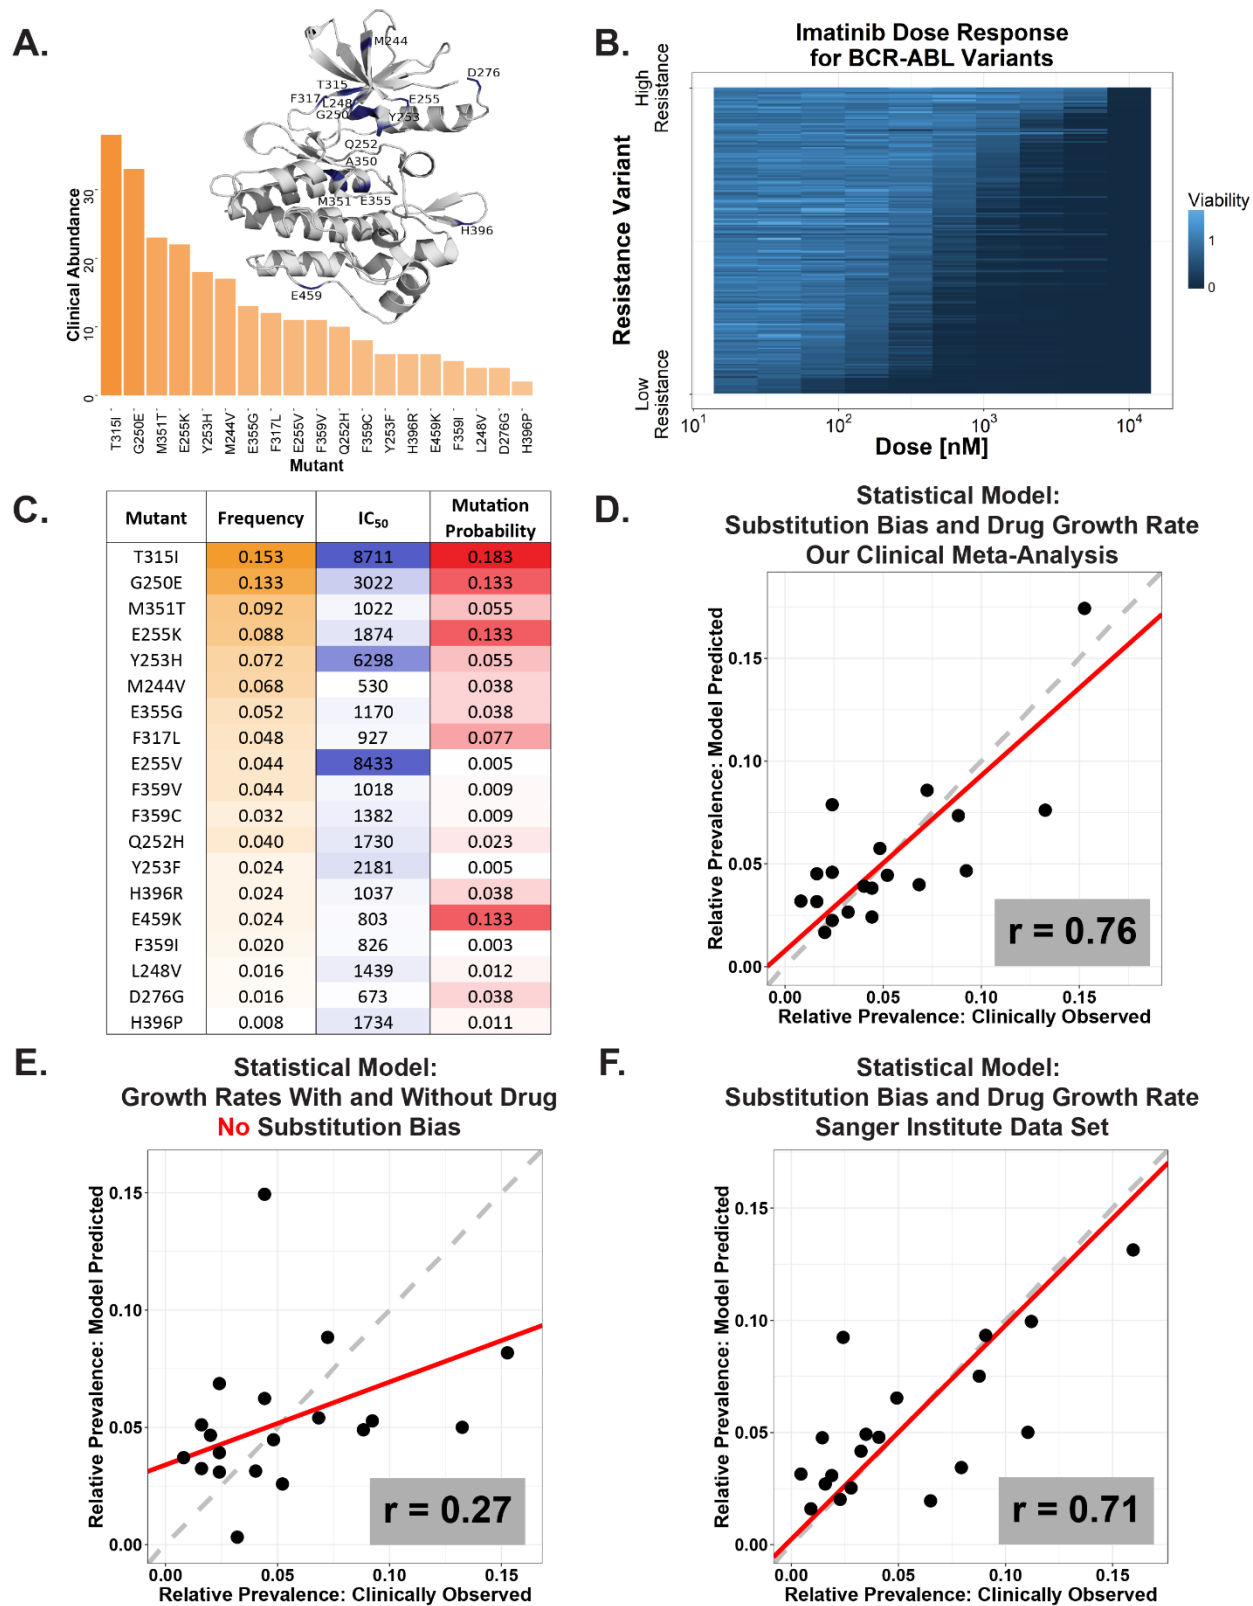 A.
M244
D276
T315
F317
L248
E255
G250
Y253
Q252
A350
M351
E355
H396
E459
Clinical Abundance
30
20
10
0
T315I
G250E
M351T
E255K
Y253H
M244V
E355G
F317L
E255V
F359V
Q252H
F359C
Y253F
H396R
E459K
F359I
L248V
D276G
H396P
Mutant
B.
Imatinib Dose Response
for BCR-ABL Variants
High
Resistance
Resistance Variant
Low
Resistance
10¹
10²
10³
10⁴
Dose [nM]
Viability
1
0
C.
Mutant Frequency IC₅₀ Mutation Probability
T315I 0.153 8711 0.183
G250E 0.133 3022 0.133
M351T 0.092 1022 0.055
E255K 0.088 1874 0.133
Y253H 0.072 6298 0.055
M244V 0.068 530 0.038
E355G 0.052 1170 0.038
F317L 0.048 927 0.077
E255V 0.044 8433 0.005
F359V 0.044 1018 0.009
F359C 0.032 1382 0.009
Q252H 0.040 1730 0.023
Y253F 0.024 2181 0.005
H396R 0.024 1037 0.038
E459K 0.024 803 0.133
F359I 0.020 826 0.003
L248V 0.016 1439 0.012
D276G 0.016 673 0.038
H396P 0.008 1734 0.011
D.
Statistical Model:
Substitution Bias and Drug Growth Rate
Our Clinical Meta-Analysis
Relative Prevalence: Model Predicted
0.15
0.10
0.05
0.00
r = 0.76
0.00 0.05 0.10 0.15
Relative Prevalence: Clinically Observed
E.
Statistical Model:
Growth Rates With and Without Drug
No Substitution Bias
Relative Prevalence: Model Predicted
0.15
0.10
0.05
0.00
r = 0.27
0.00 0.05 0.10 0.15
Relative Prevalence: Clinically Observed
F.
Statistical Model:
Substitution Bias and Drug Growth Rate
Sanger Institute Data Set
Relative Prevalence: Model Predicted
0.15
0.10
0.05
0.00
r = 0.71
0.00 0.05 0.10 0.15
Relative Prevalence: Clinically Observed